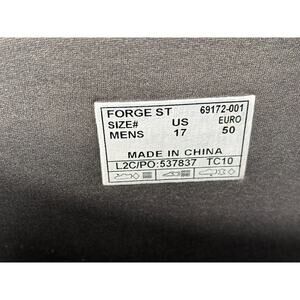 FORGE ST 69172-001
SIZE# US EURO
MENS 17 50
MADE IN CHINA
L2C/PO:537837 TC10